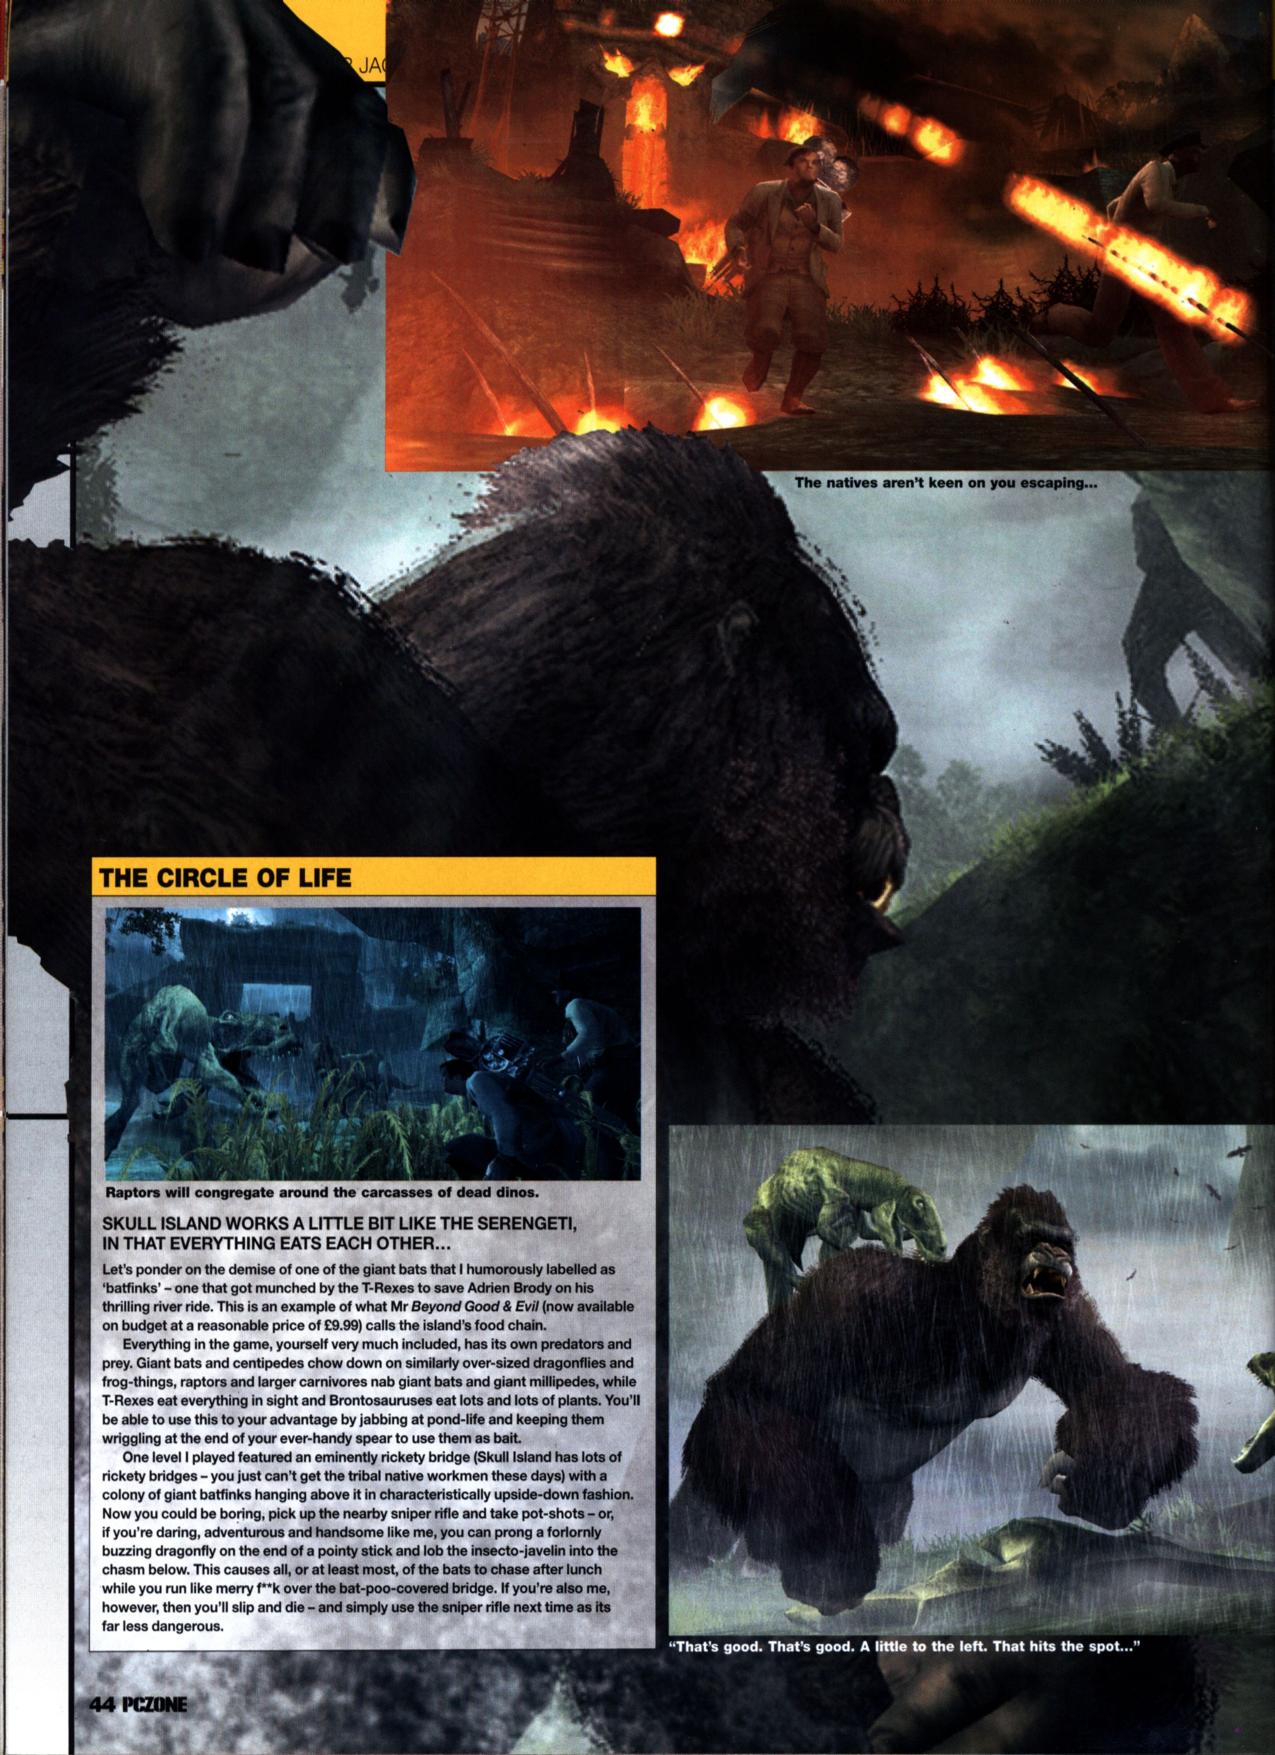 JAC
The natives aren't keen on you escaping...
THE CIRCLE OF LIFE
Raptors will congregate around the carcasses of dead dinos.
SKULL ISLAND WORKS A LITTLE BIT LIKE THE SERENGETI,
IN THAT EVERYTHING EATS EACH OTHER...
Let's ponder on the demise of one of the giant bats that I humorously labelled as
'batfinks' – one that got munched by the T-Rexes to save Adrien Brody on his
thrilling river ride. This is an example of what Mr Beyond Good & Evil (now available
on budget at a reasonable price of £9.99) calls the island's food chain.
Everything in the game, yourself very much included, has its own predators and
prey. Giant bats and centipedes chow down on similarly over-sized dragonflies and
frog-things, raptors and larger carnivores nab giant bats and giant millipedes, while
T-Rexes eat everything in sight and Brontosauruses eat lots and lots of plants. You'll
be able to use this to your advantage by jabbing at pond-life and keeping them
wriggling at the end of your ever-handy spear to use them as bait.
One level I played featured an eminently rickety bridge (Skull Island has lots of
rickety bridges – you just can't get the tribal native workmen these days) with a
colony of giant batfinks hanging above it in characteristically upside-down fashion.
Now you could be boring, pick up the nearby sniper rifle and take pot-shots – or,
if you're daring, adventurous and handsome like me, you can prong a forlornly
buzzing dragonfly on the end of a pointy stick and lob the insecto-javelin into the
chasm below. This causes all, or at least most, of the bats to chase after lunch
while you run like merry f**k over the bat-poo-covered bridge. If you're also me,
however, then you'll slip and die – and simply use the sniper rifle next time as its
far less dangerous.
"That's good. That's good. A little to the left. That hits the spot..."
44 PCZONE